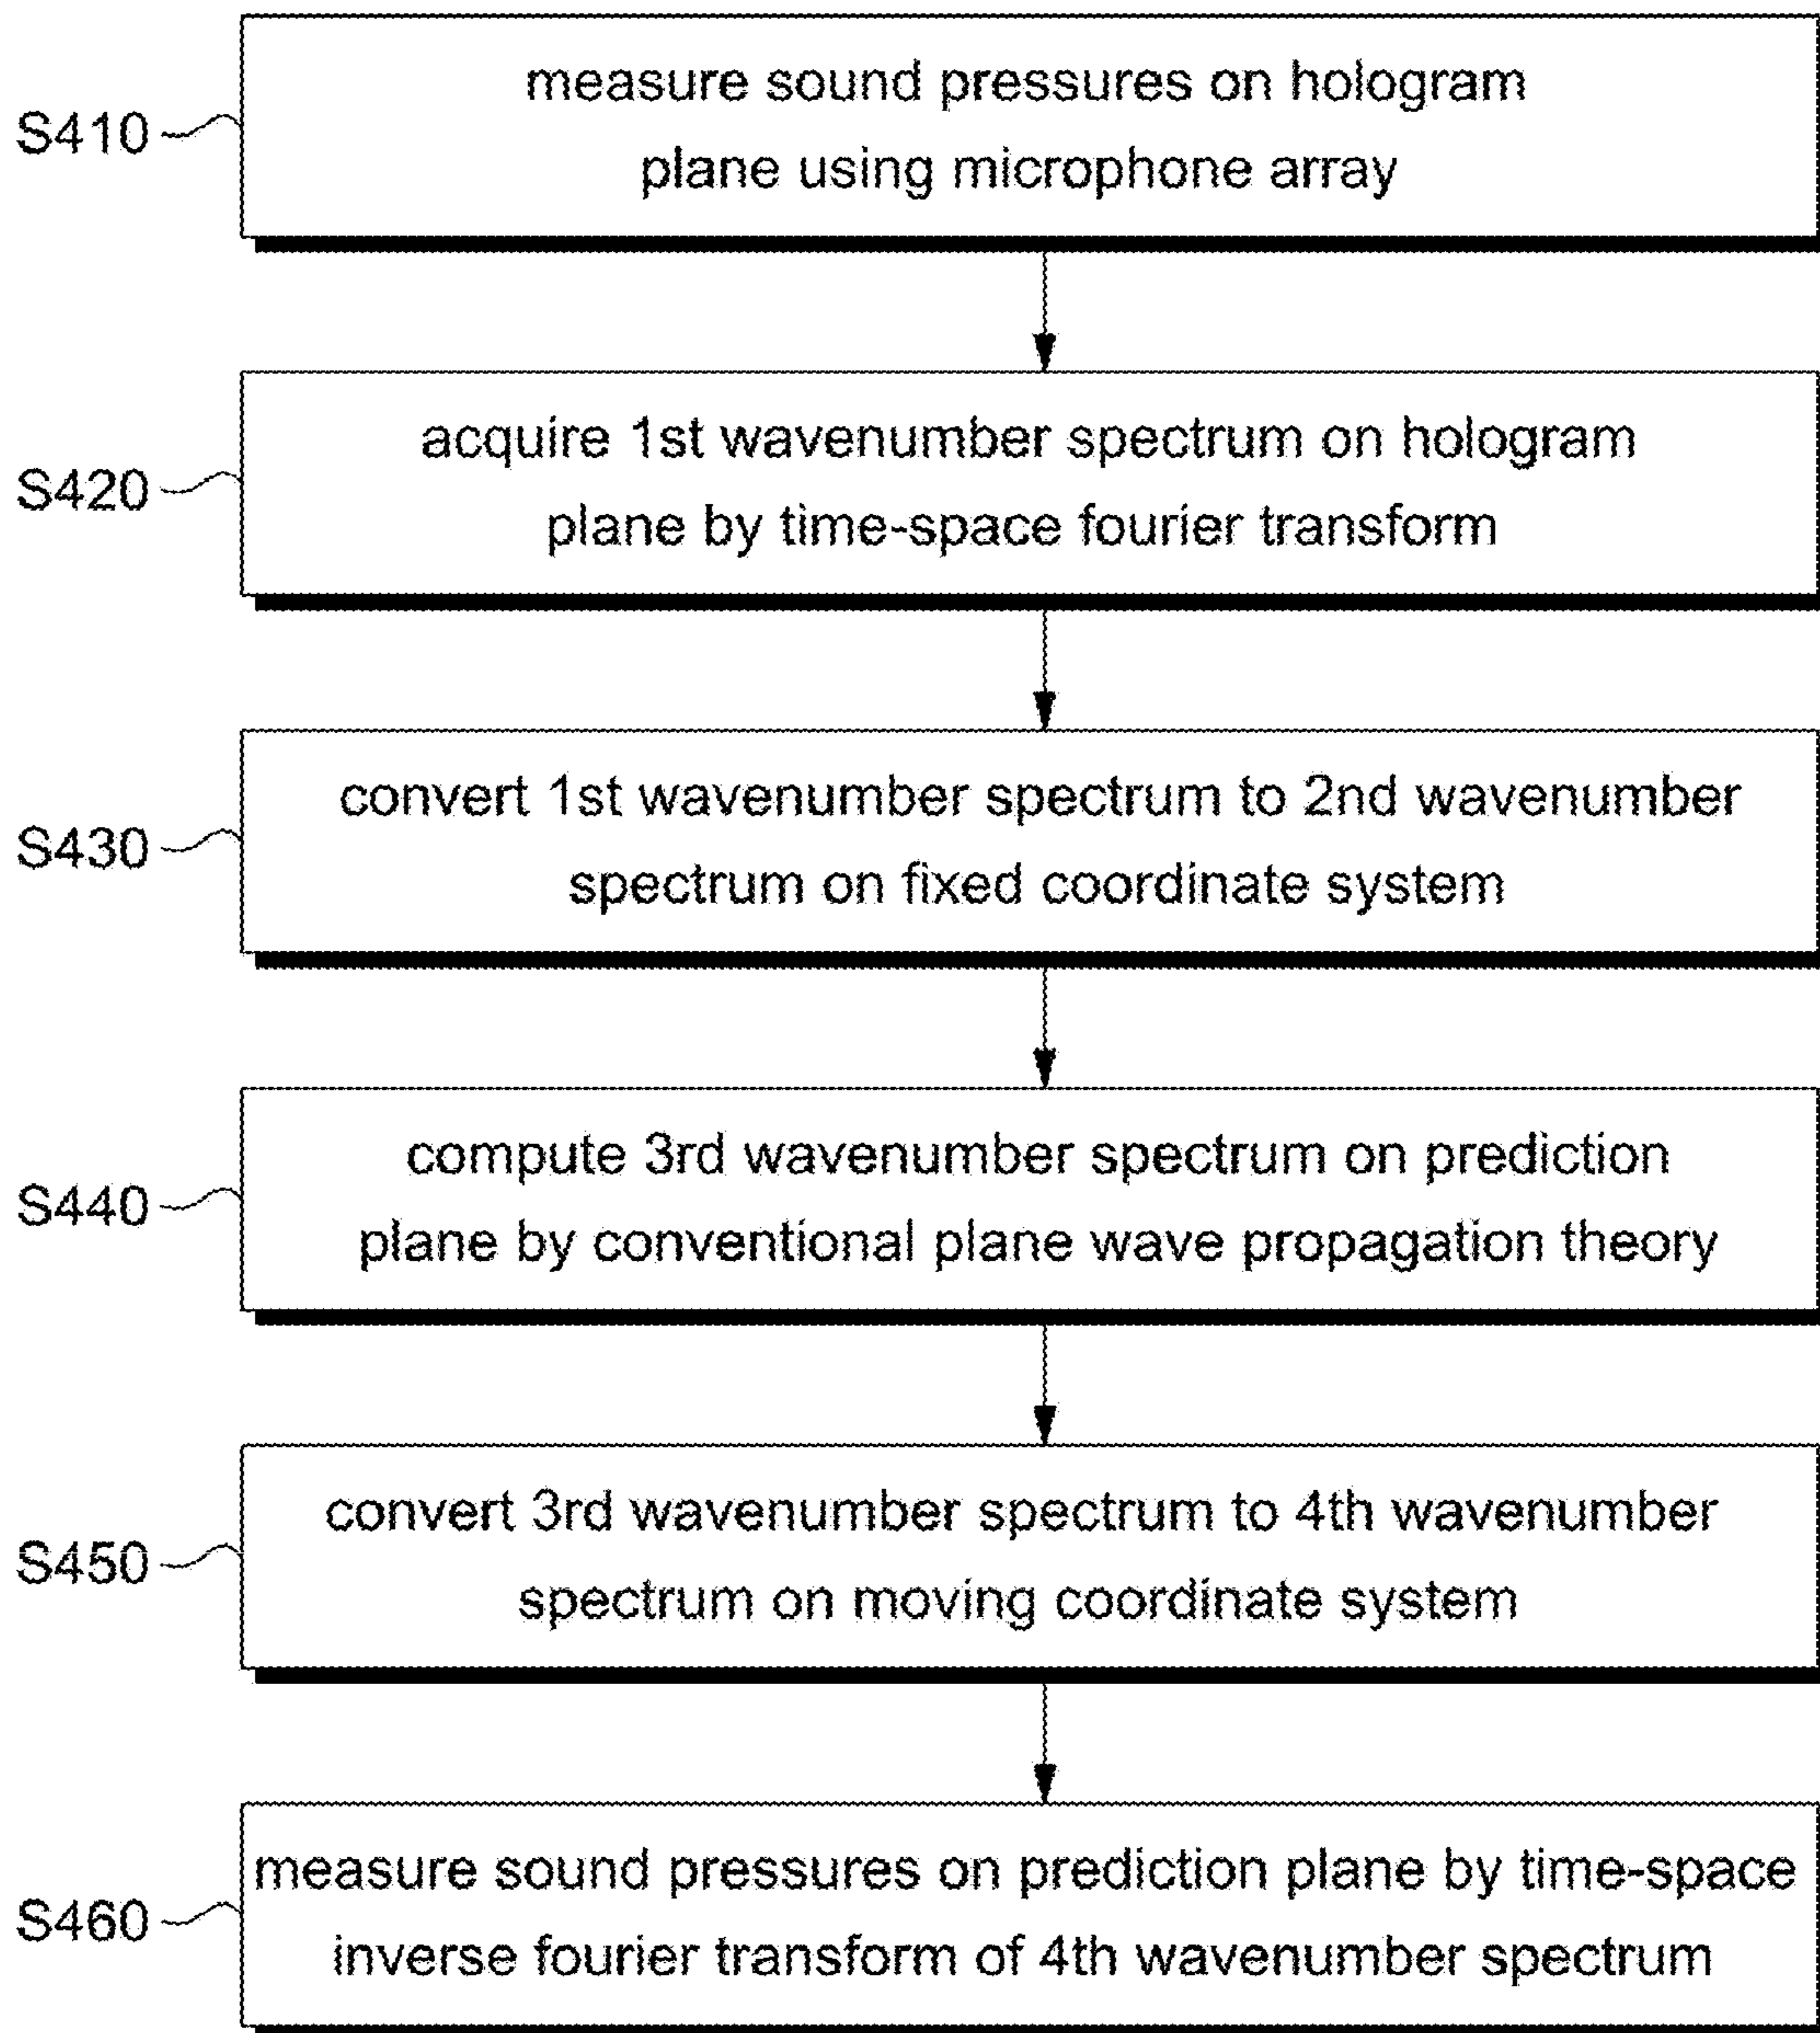 S410
measure sound pressures on hologram
plane using microphone array
S420
acquire 1st wavenumber spectrum on hologram
plane by time-space fourier transform
S430
convert 1st wavenumber spectrum to 2nd wavenumber
spectrum on fixed coordinate system
S440
compute 3rd wavenumber spectrum on prediction
plane by conventional plane wave propagation theory
S450
convert 3rd wavenumber spectrum to 4th wavenumber
spectrum on moving coordinate system
S460
measure sound pressures on prediction plane by time-space
inverse fourier transform of 4th wavenumber spectrum